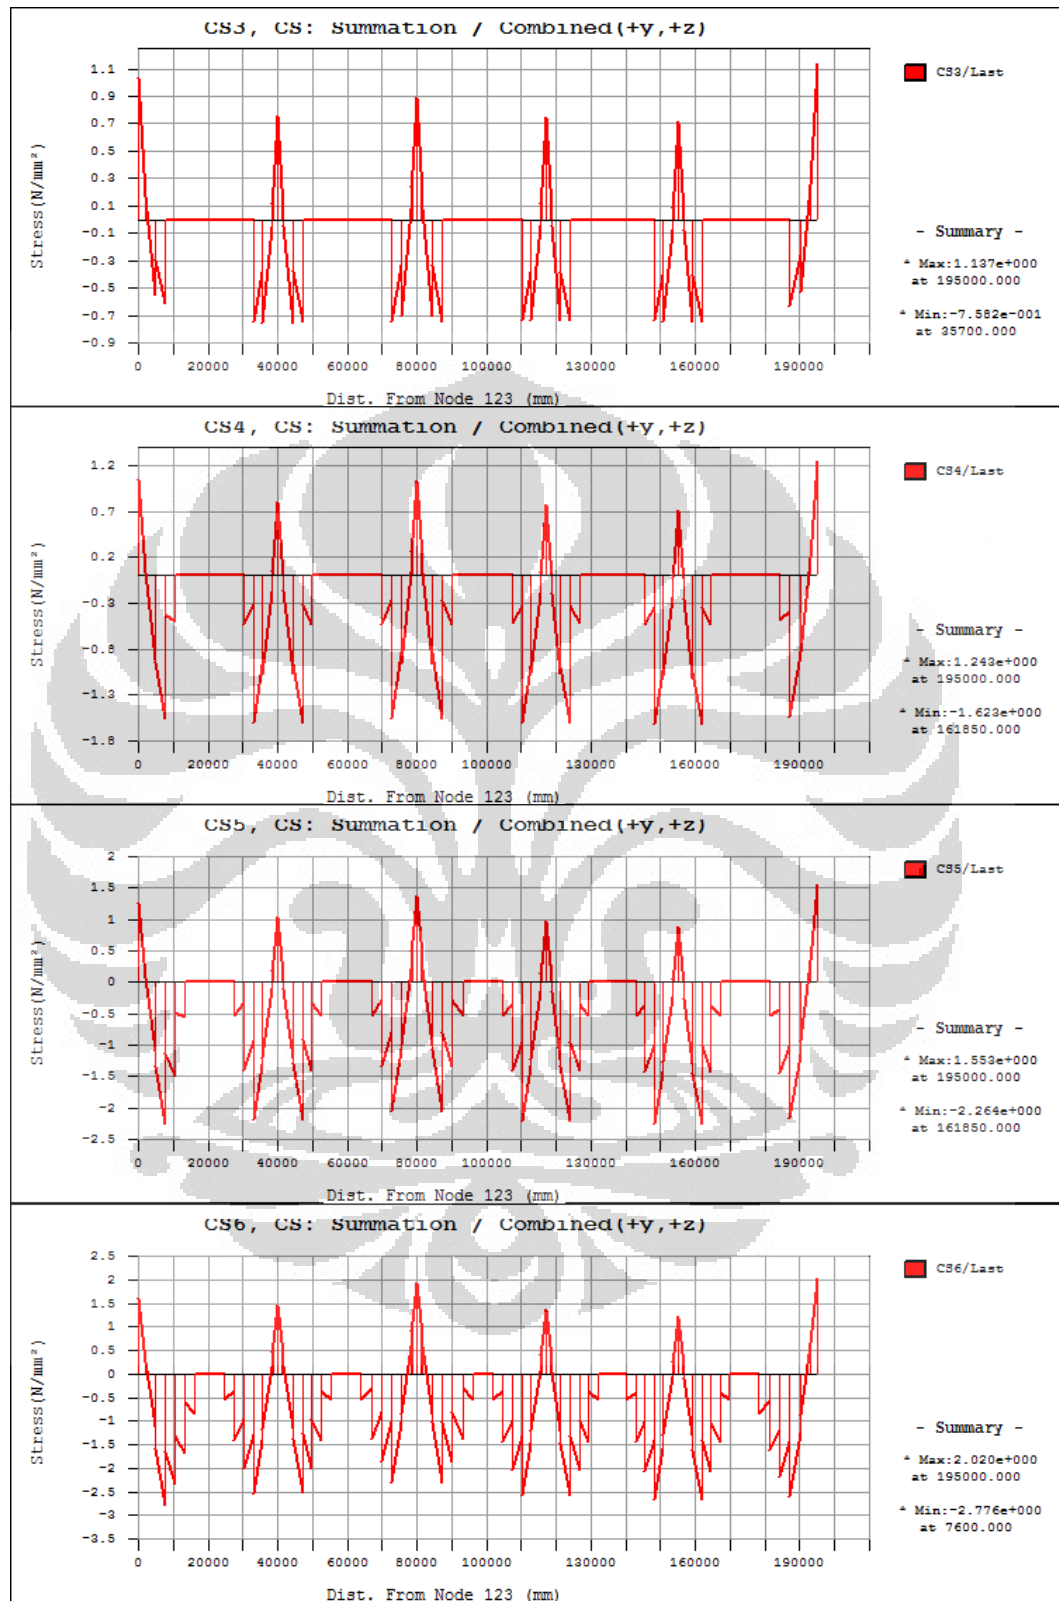 CS3, CS: Summation / Combined(+y,+z)
1.1
0.9
0.7
0.5
0.3
0.1
-0.1
-0.3
-0.5
-0.7
-0.9
Stress(N/mm²)
0 20000 40000 60000 80000 100000 130000 160000 190000
Dist. From Node 123 (mm)
CS3/Last
- Summary -
* Max:1.137e+000
at 195000.000
* Min:-7.582e-001
at 35700.000
CS4, CS: Summation / Combined(+y,+z)
1.2
0.7
0.2
-0.3
-0.8
-1.3
-1.8
Stress(N/mm²)
0 20000 40000 60000 80000 100000 130000 160000 190000
Dist. From Node 123 (mm)
CS4/Last
- Summary -
* Max:1.243e+000
at 195000.000
* Min:-1.623e+000
at 161850.000
CS5, CS: Summation / Combined(+y,+z)
2
1.5
1
0.5
0
-0.5
-1
-1.5
-2
-2.5
Stress(N/mm²)
0 20000 40000 60000 80000 100000 130000 160000 190000
Dist. From Node 123 (mm)
CS5/Last
- Summary -
* Max:1.553e+000
at 195000.000
* Min:-2.264e+000
at 161850.000
CS6, CS: Summation / Combined(+y,+z)
2.5
2
1.5
1
0.5
0
-0.5
-1
-1.5
-2
-2.5
-3
-3.5
Stress(N/mm²)
0 20000 40000 60000 80000 100000 130000 160000 190000
Dist. From Node 123 (mm)
CS6/Last
- Summary -
* Max:2.020e+000
at 195000.000
* Min:-2.776e+000
at 7600.000